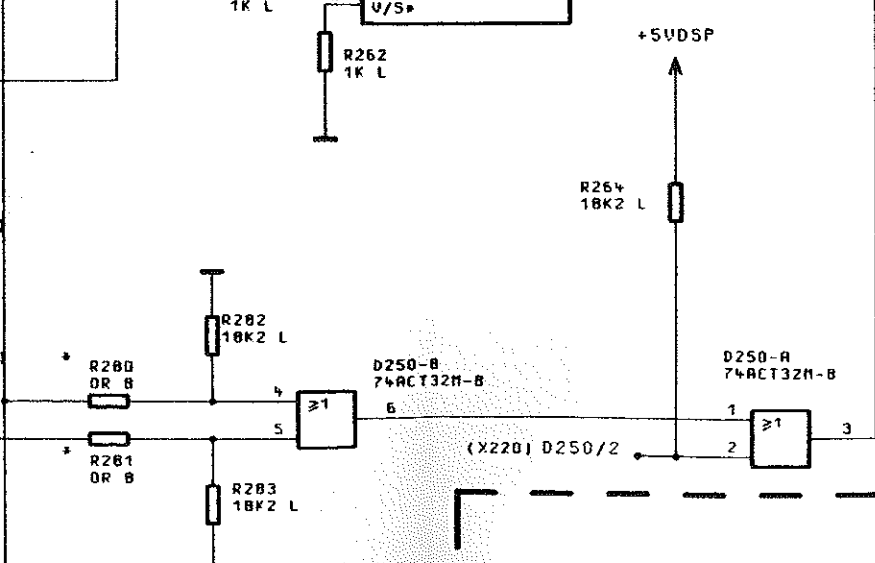 1K L
V/S*
R262
1K L
+5VDSP
R264
18K2 L
R282
18K2 L
*
R280
0R B
4
5
*
R281
0R B
R283
18K2 L
D250-B
74ACT32M-B
≥1
6
(X220) D250/2
D250-A
74ACT32M-B
1
2
≥1
3